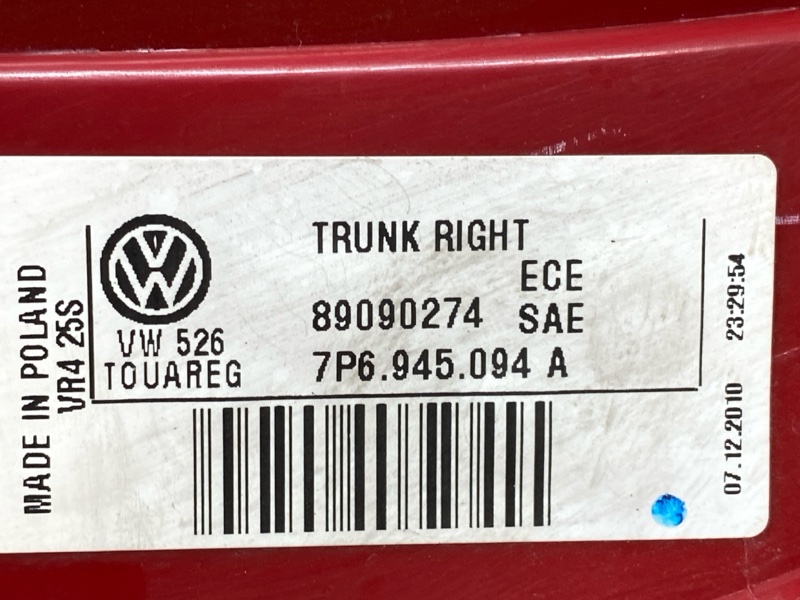 MADE IN POLAND
VR4 25S
VW
VW 526
TOUAREG
TRUNK RIGHT
ECE
89090274 SAE
7P6.945.094 A
07.12.2010 23:29:54